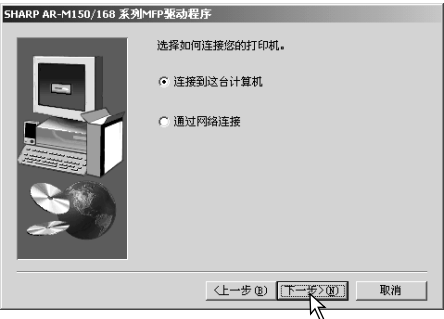 SHARP AR-M150/168 系列MFP驱动程序
选择如何连接您的打印机。
连接到这台计算机
通过网络连接
<上一步(B) 下一步>(N) 取消